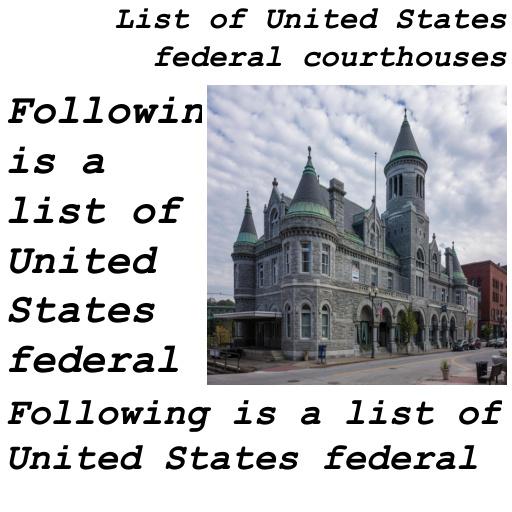 List of United States
federal courthouses
Followin
is a
list of
United
States
federal
Following is a list of
United States federal